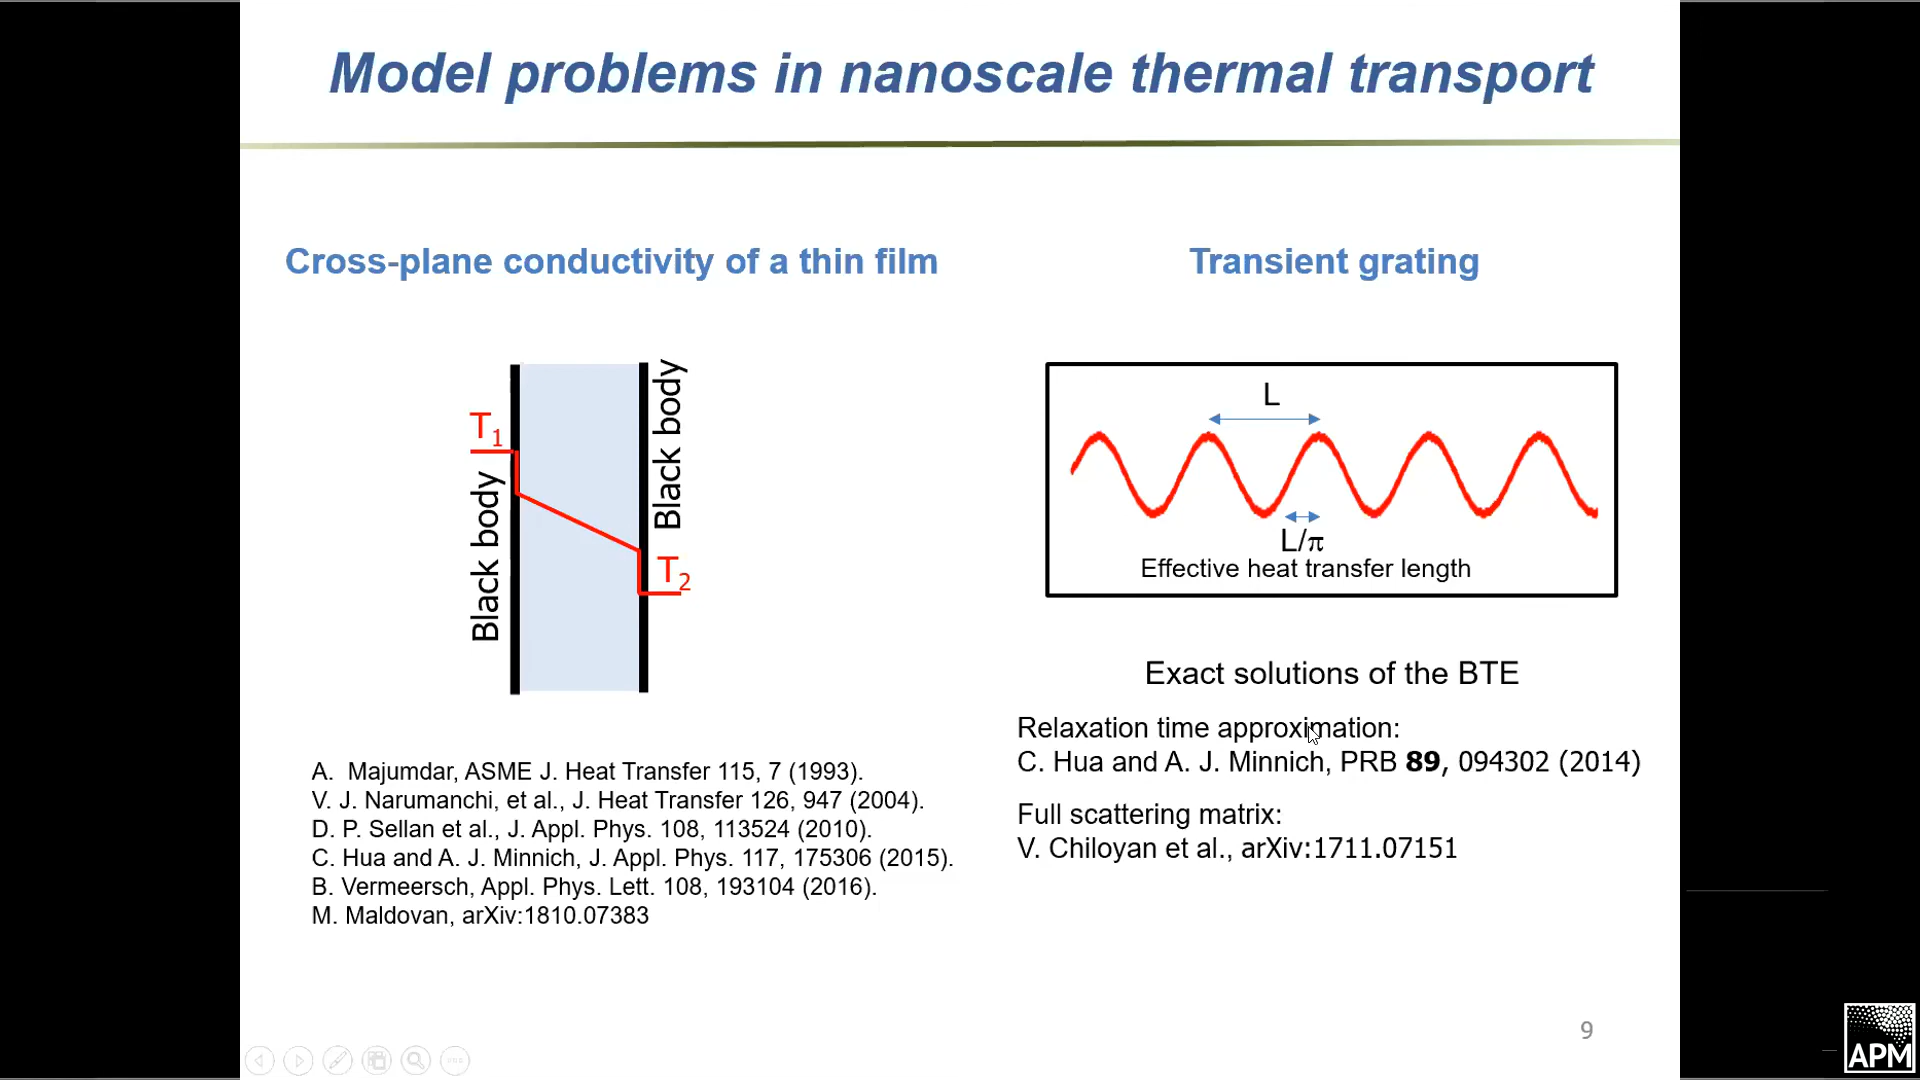 Model problems in nanoscale thermal transport
Cross-plane conductivity of a thin film
T1
Black body
Black body
T2
A. Majumdar, ASME J. Heat Transfer 115, 7 (1993).
V. J. Narumanchi, et al., J. Heat Transfer 126, 947 (2004).
D. P. Sellan et al., J. Appl. Phys. 108, 113524 (2010).
C. Hua and A. J. Minnich, J. Appl. Phys. 117, 175306 (2015).
B. Vermeersch, Appl. Phys. Lett. 108, 193104 (2016).
M. Maldovan, arXiv:1810.07383
Transient grating
L
L/π
Effective heat transfer length
Exact solutions of the BTE
Relaxation time approximation:
C. Hua and A. J. Minnich, PRB 89, 094302 (2014)
Full scattering matrix:
V. Chiloyan et al., arXiv:1711.07151
9
APM